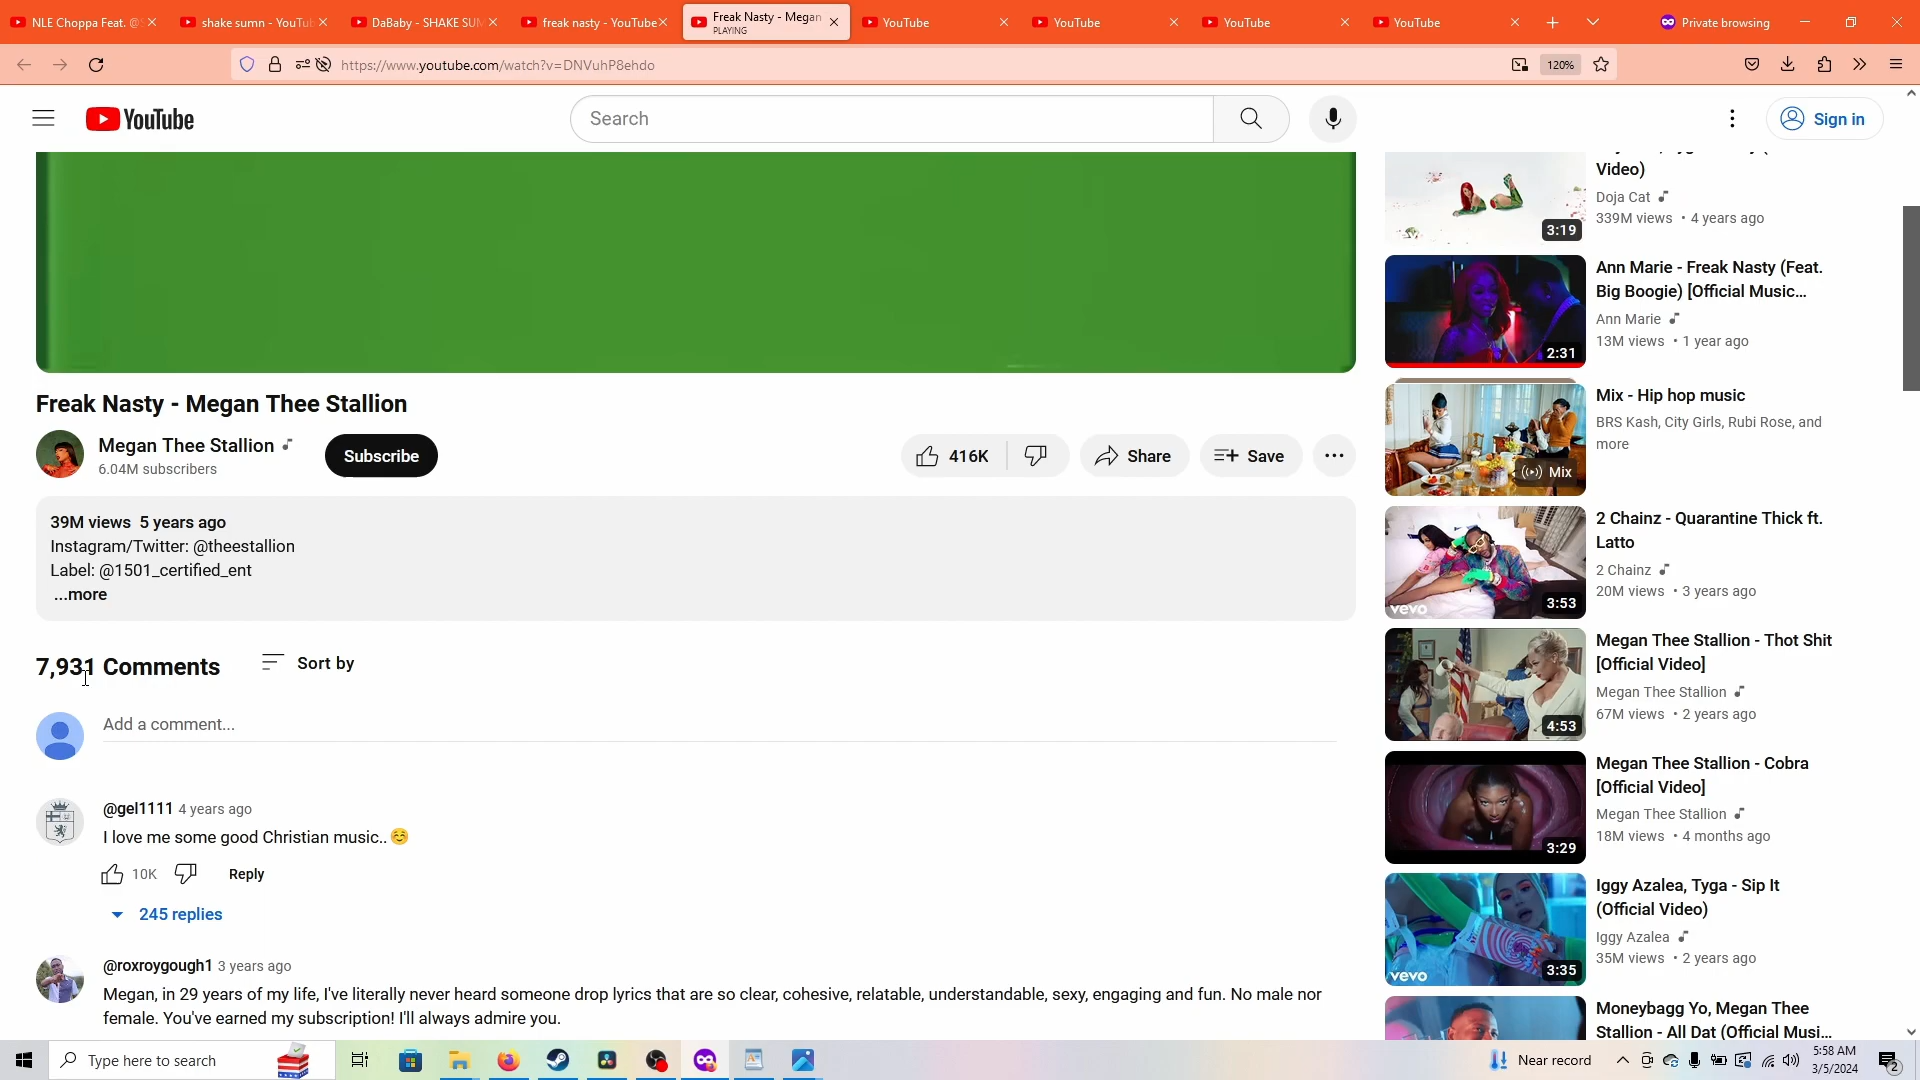 NLE Choppa Feat. @
shake sumn - YouTu
DaBaby - SHAKE SUM
freak nasty - YouTube
Freak Nasty - Megan
PLAYING
YouTube
YouTube
YouTube
YouTube
Private browsing
https://www.youtube.com/watch?v=DNVuhP8ehdo
120%
YouTube
Search
Sign in
Freak Nasty - Megan Thee Stallion
Megan Thee Stallion
6.04M subscribers
Subscribe
416K
Share
Save
39M views 5 years ago
Instagram/Twitter: @theestallion
Label: @1501_certified_ent
...more
7,931 Comments
Sort by
Add a comment...
@gel1111 4 years ago
I love me some good Christian music..☺️
10K
Reply
245 replies
@roxroygough1 3 years ago
Megan, in 29 years of my life, I've literally never heard someone drop lyrics that are so clear, cohesive, relatable, understandable, sexy, engaging and fun. No male nor
female. You've earned my subscription! I'll always admire you.
Video)
Doja Cat
339M views • 4 years ago
3:19
Ann Marie - Freak Nasty (Feat.
Big Boogie) [Official Music...
Ann Marie
13M views • 1 year ago
2:31
Mix - Hip hop music
BRS Kash, City Girls, Rubi Rose, and
more
Mix
2 Chainz - Quarantine Thick ft.
Latto
2 Chainz
20M views • 3 years ago
vevo
3:53
Megan Thee Stallion - Thot Shit
[Official Video]
Megan Thee Stallion
67M views • 2 years ago
4:53
Megan Thee Stallion - Cobra
[Official Video]
Megan Thee Stallion
18M views • 4 months ago
3:29
Iggy Azalea, Tyga - Sip It
(Official Video)
Iggy Azalea
35M views • 2 years ago
vevo
3:35
Moneybagg Yo, Megan Thee
Stallion - All Dat (Official Musi...
Type here to search
Near record
5:58 AM
3/5/2024
2